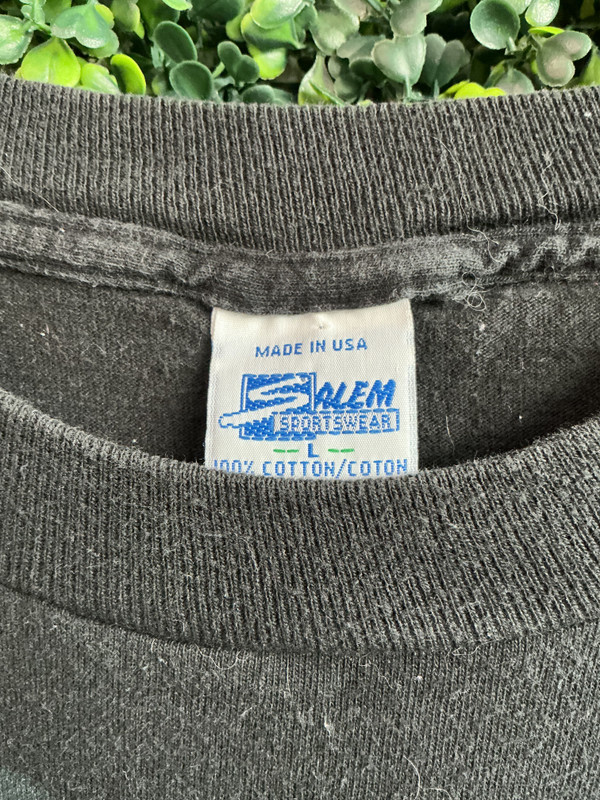 MADE IN USA
SALEM
SPORTSWEAR
L
100% COTTON/COTON